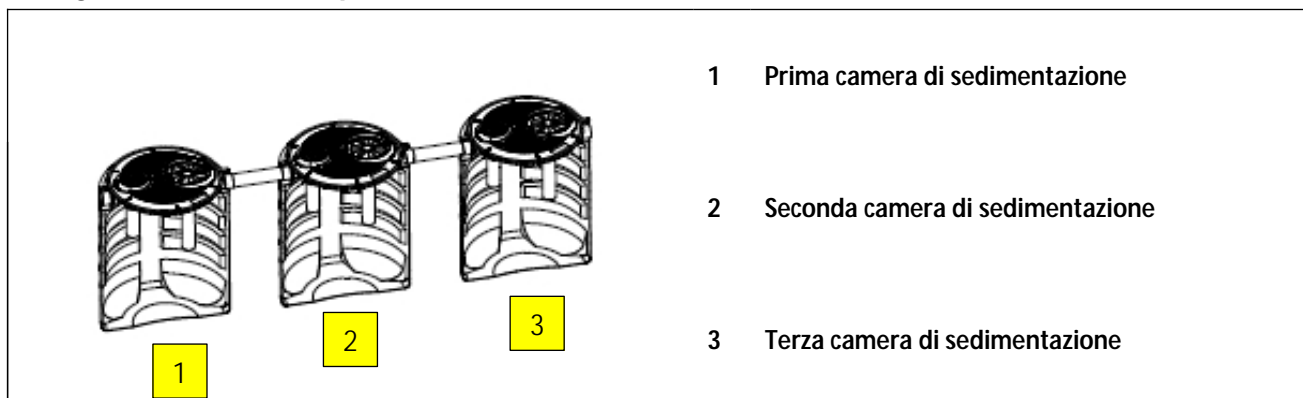 1 Prima camera di sedimentazione
2 Seconda camera di sedimentazione
3 Terza camera di sedimentazione
3
2
1